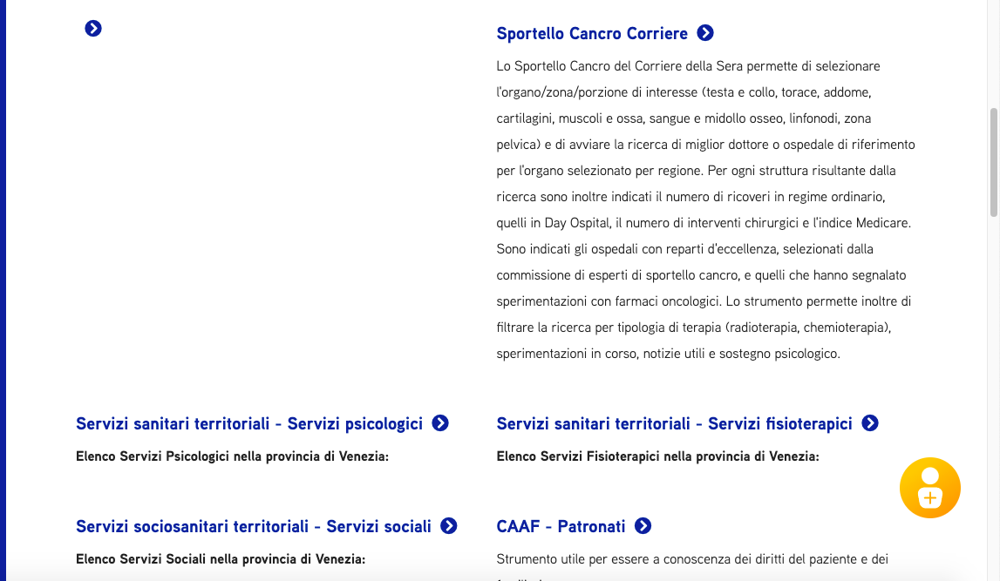 Sportello Cancro Corriere
Lo Sportello Cancro del Corriere della Sera permette di selezionare
l'organo/zona/porzione di interesse (testa e collo, torace, addome,
cartilagini, muscoli e ossa, sangue e midollo osseo, linfonodi, zona
pelvica) e di avviare la ricerca di miglior dottore o ospedale di riferimento
per l'organo selezionato per regione. Per ogni struttura risultante dalla
ricerca sono inoltre indicati il numero di ricoveri in regime ordinario,
quelli in Day Ospital, il numero di interventi chirurgici e l'indice Medicare.
Sono indicati gli ospedali con reparti d'eccellenza, selezionati dalla
commissione di esperti di sportello cancro, e quelli che hanno segnalato
sperimentazioni con farmaci oncologici. Lo strumento permette inoltre di
filtrare la ricerca per tipologia di terapia (radioterapia, chemioterapia),
sperimentazioni in corso, notizie utili e sostegno psicologico.
Servizi sanitari territoriali - Servizi psicologici
Elenco Servizi Psicologici nella provincia di Venezia:
Servizi sanitari territoriali - Servizi fisioterapici
Elenco Servizi Fisioterapici nella provincia di Venezia:
Servizi sociosanitari territoriali - Servizi sociali
Elenco Servizi Sociali nella provincia di Venezia:
CAAF - Patronati
Strumento utile per essere a conoscenza dei diritti del paziente e dei